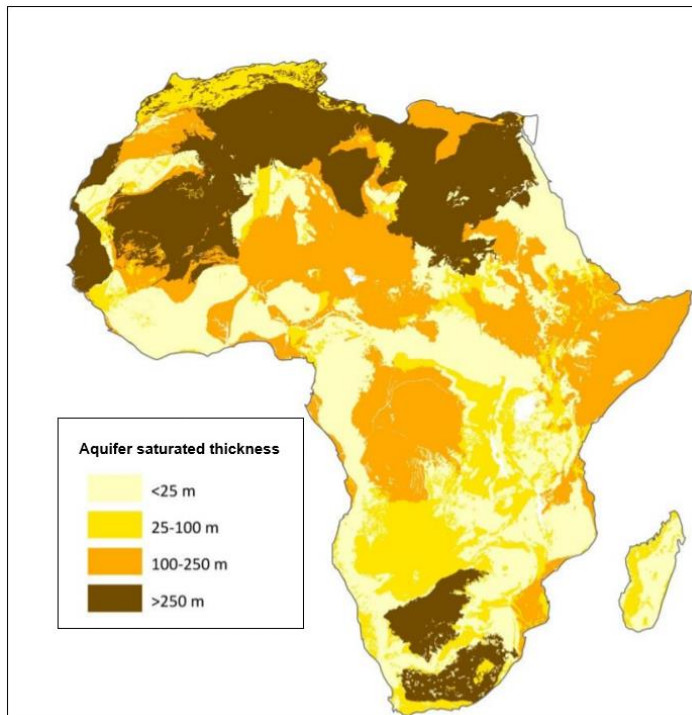 Aquifer saturated thickness
<25 m
25-100 m
100-250 m
>250 m